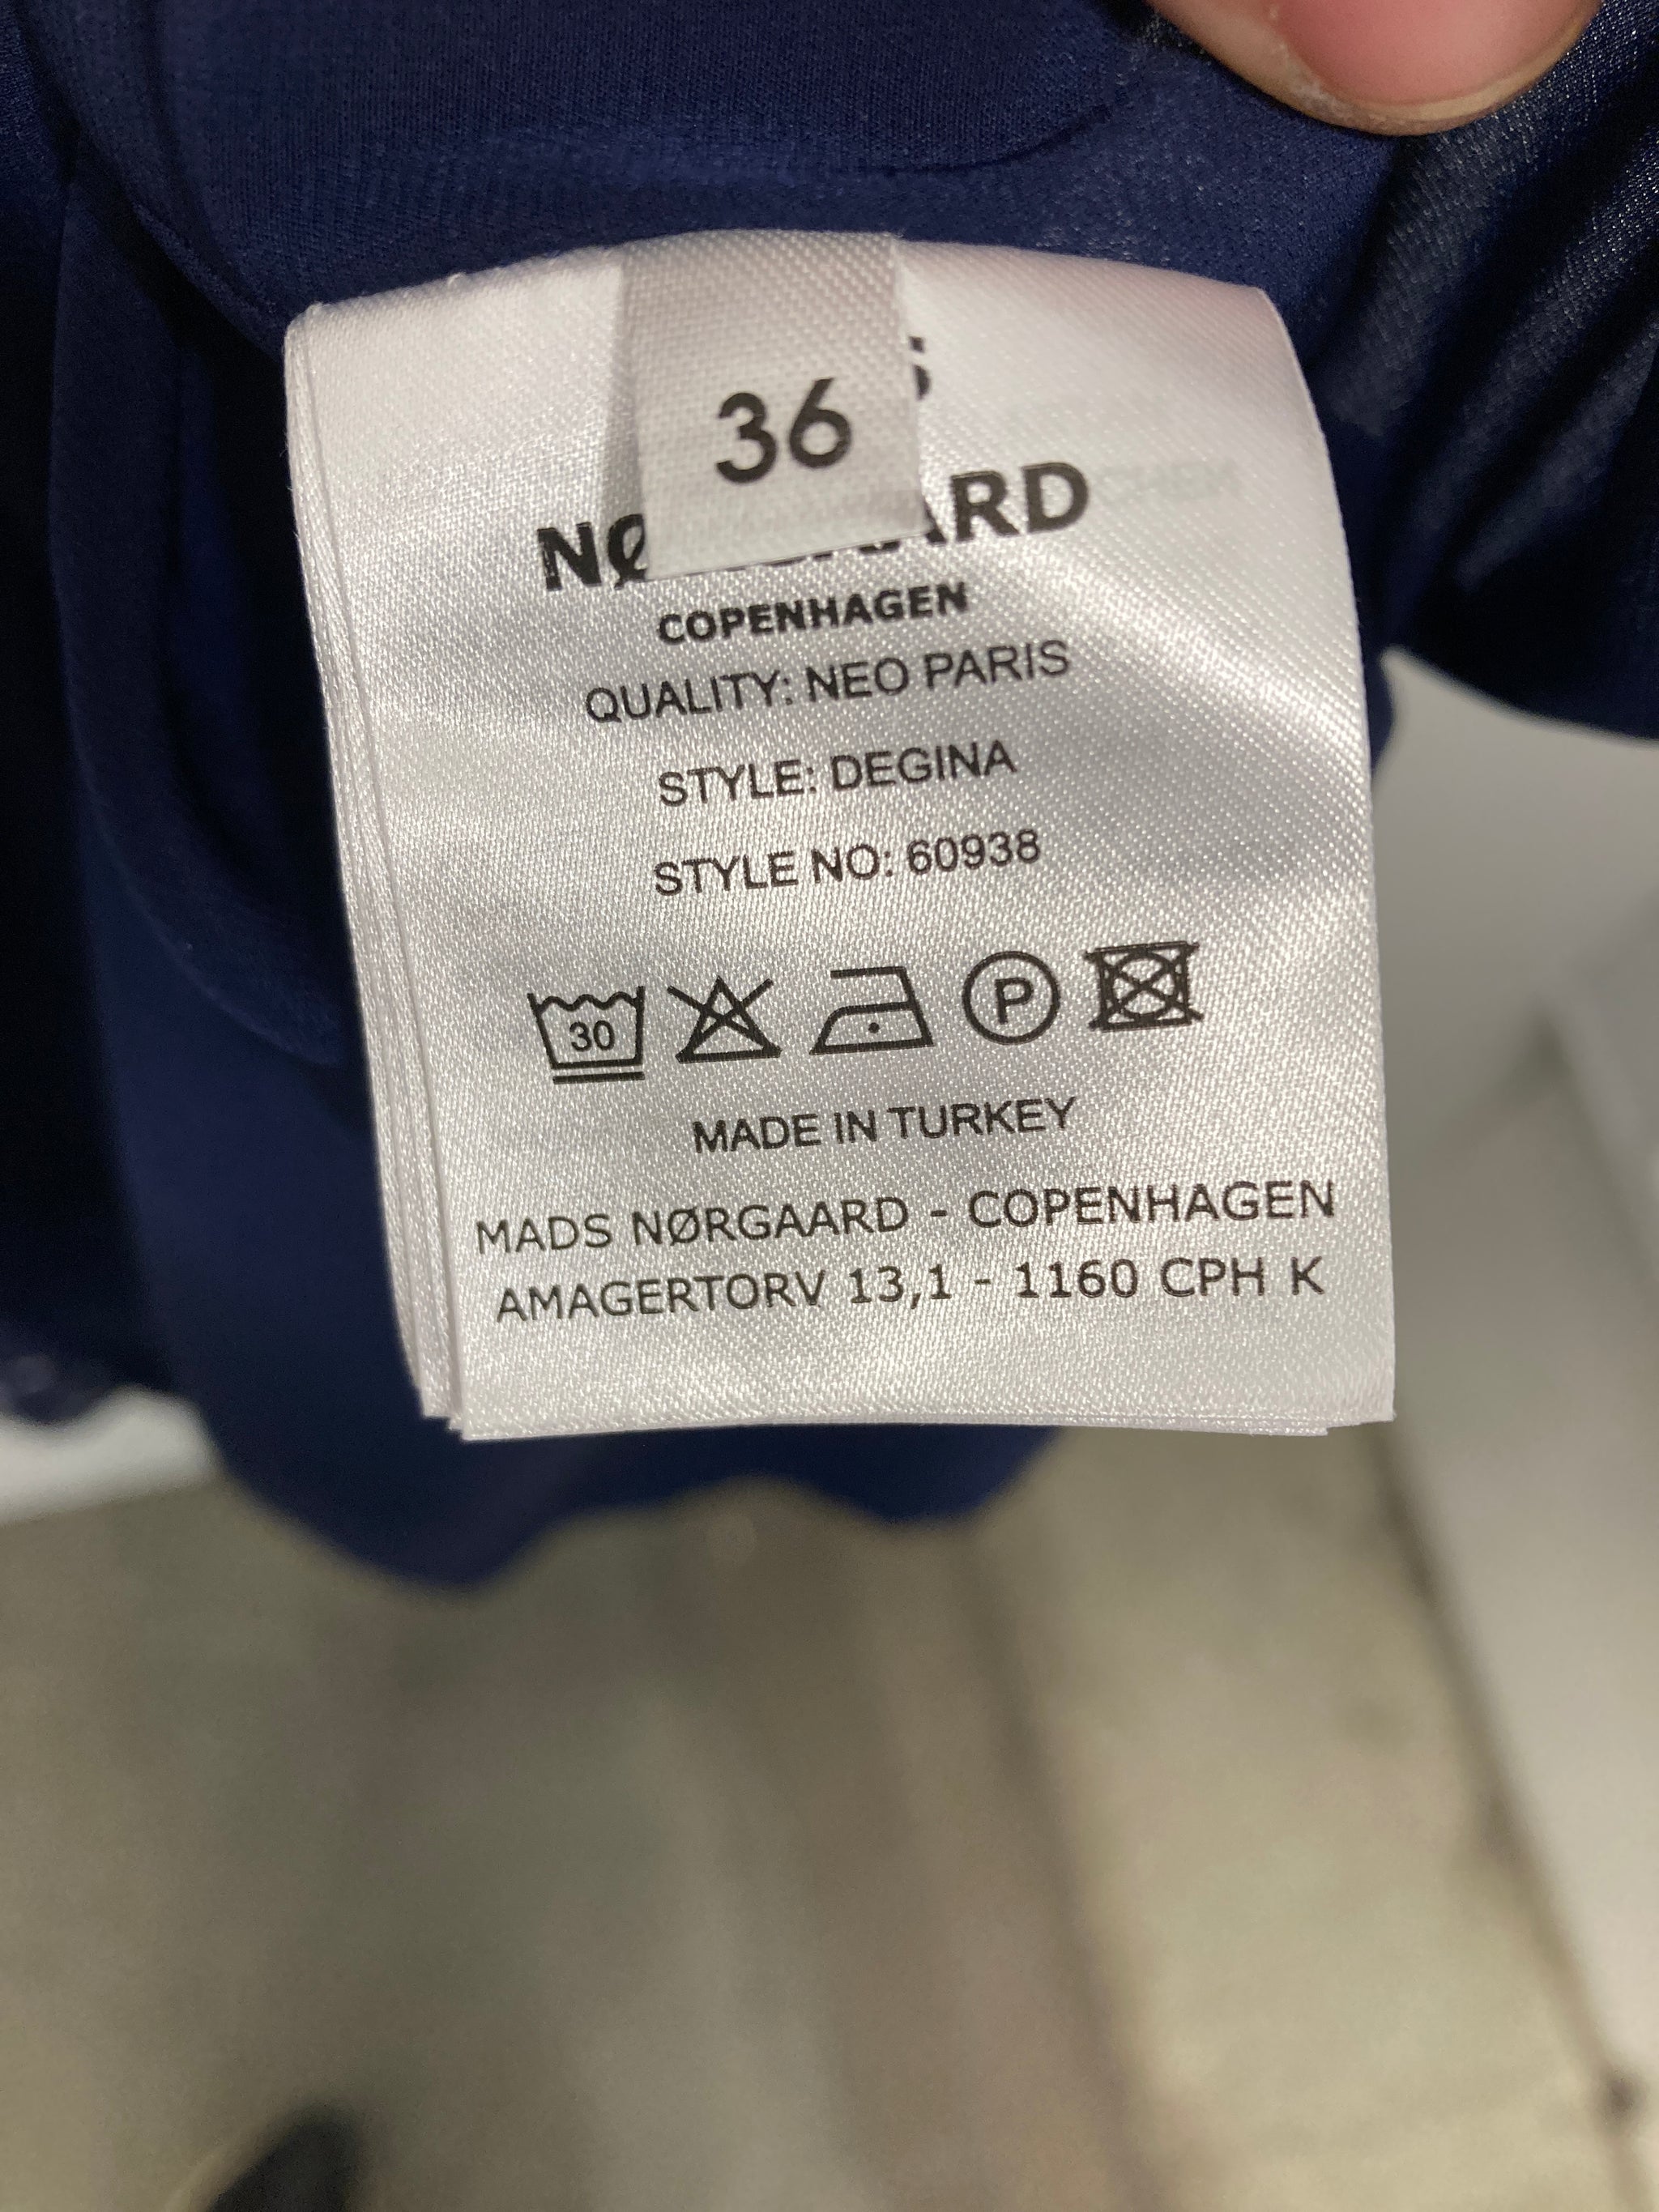 36
COPENHAGEN
QUALITY: NEO PARIS
STYLE: DEGINA
STYLE NO: 60938
30
P
MADE IN TURKEY
MADS NØRGAARD - COPENHAGEN
AMAGERTORV 13,1 - 1160 CPH K